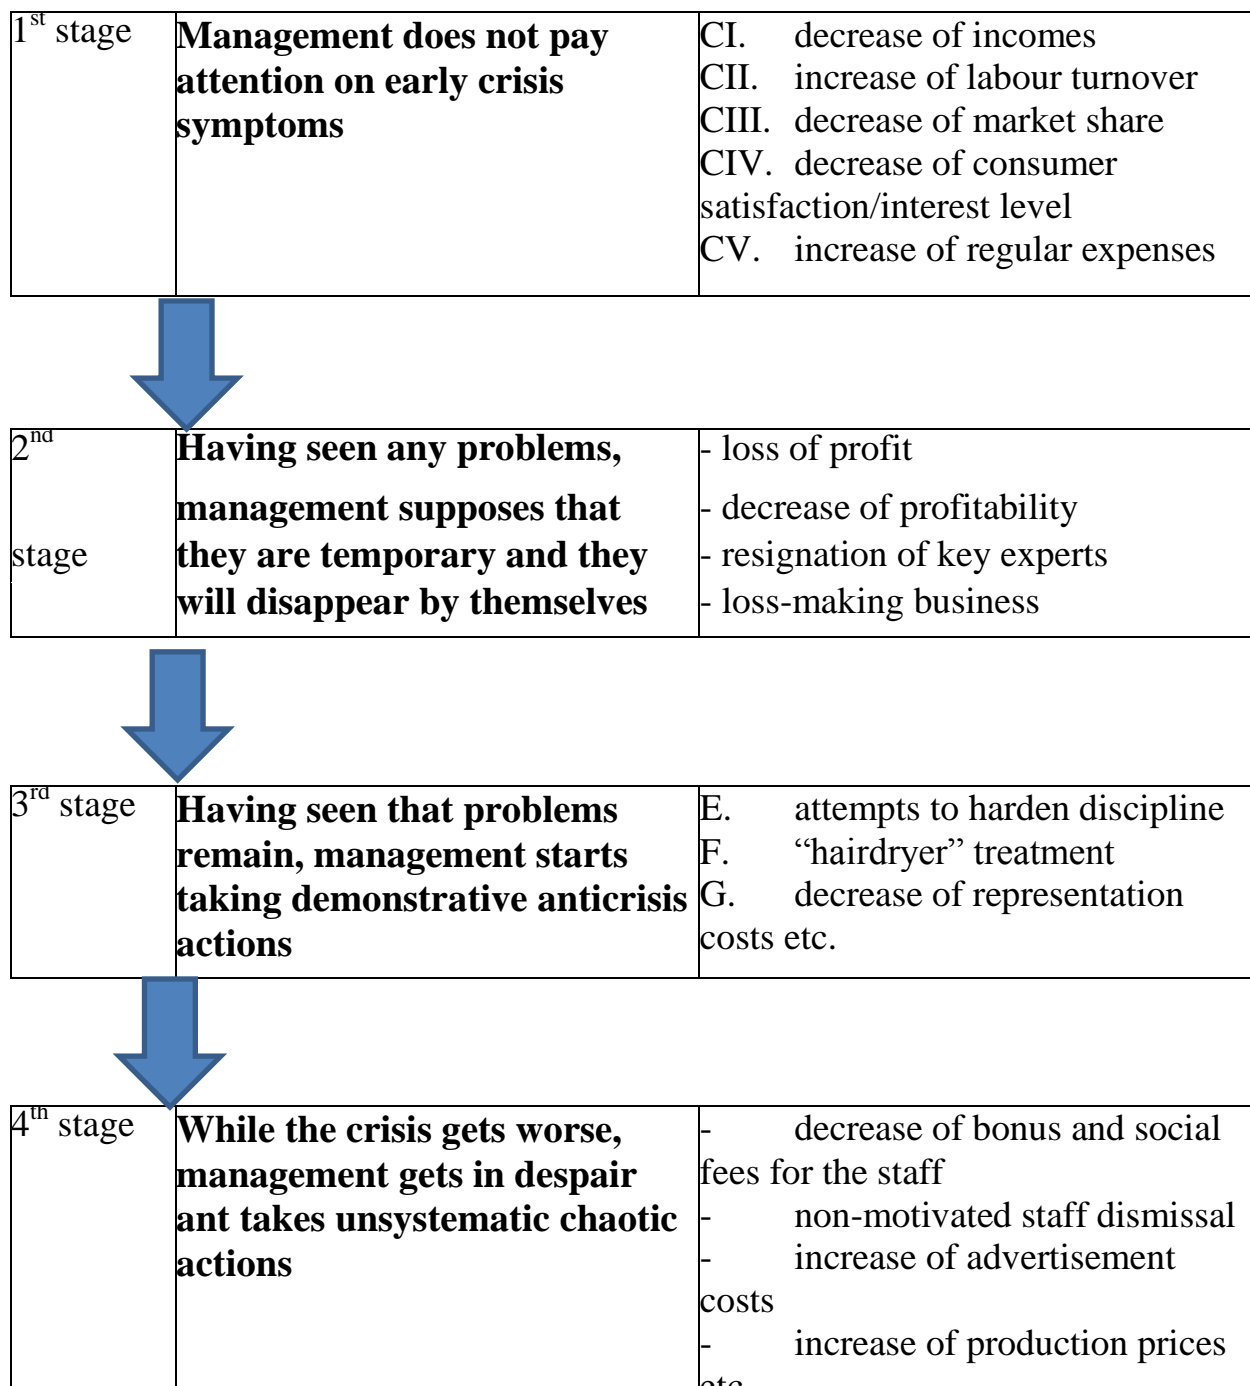 1st stage
Management does not pay
attention on early crisis
symptoms
CI. decrease of incomes
CII. increase of labour turnover
CIII. decrease of market share
CIV. decrease of consumer
satisfaction/interest level
CV. increase of regular expenses
2nd
stage
Having seen any problems,
management supposes that
they are temporary and they
will disappear by themselves
- loss of profit
- decrease of profitability
- resignation of key experts
- loss-making business
3rd stage
Having seen that problems
remain, management starts
taking demonstrative anticrisis
actions
E. attempts to harden discipline
F. “hairdryer” treatment
G. decrease of representation
costs etc.
4th stage
While the crisis gets worse,
management gets in despair
ant takes unsystematic chaotic
actions
- decrease of bonus and social
fees for the staff
- non-motivated staff dismissal
- increase of advertisement
costs
- increase of production prices
etc